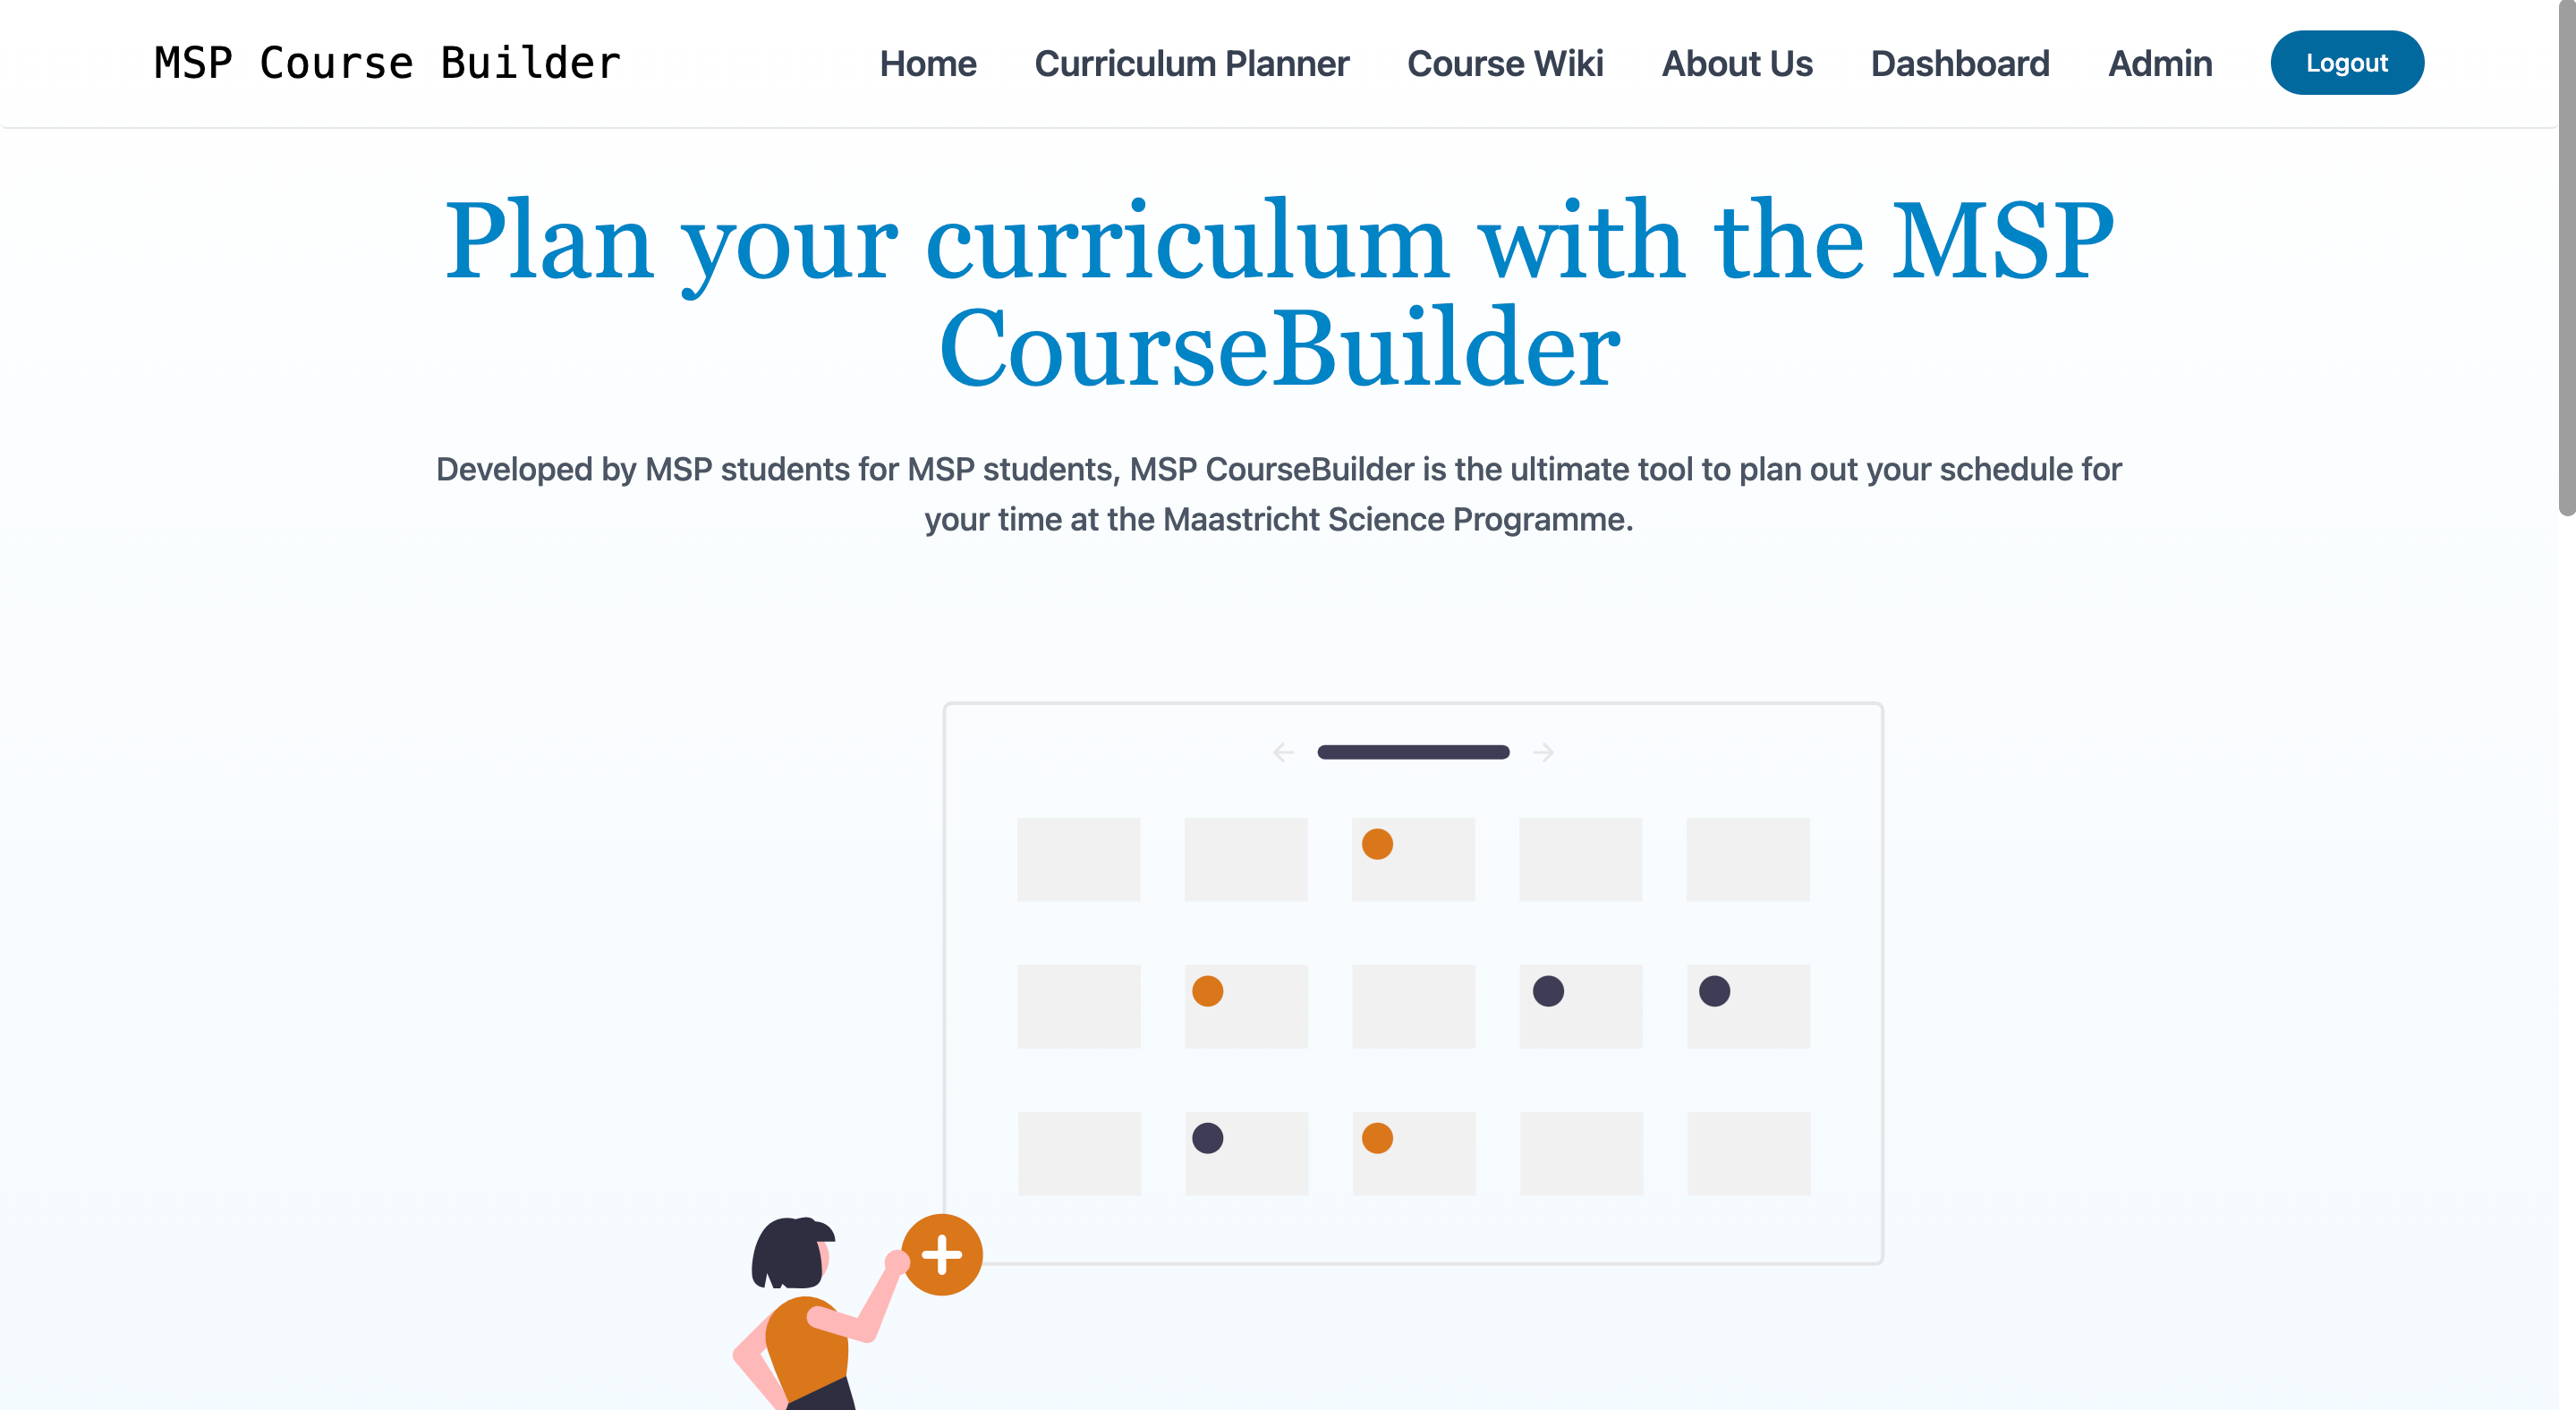 MSP Course Builder
Home
Curriculum Planner
Course Wiki
About Us
Dashboard
Admin
Logout
Plan your curriculum with the MSP
CourseBuilder
Developed by MSP students for MSP students, MSP CourseBuilder is the ultimate tool to plan out your schedule for
your time at the Maastricht Science Programme.